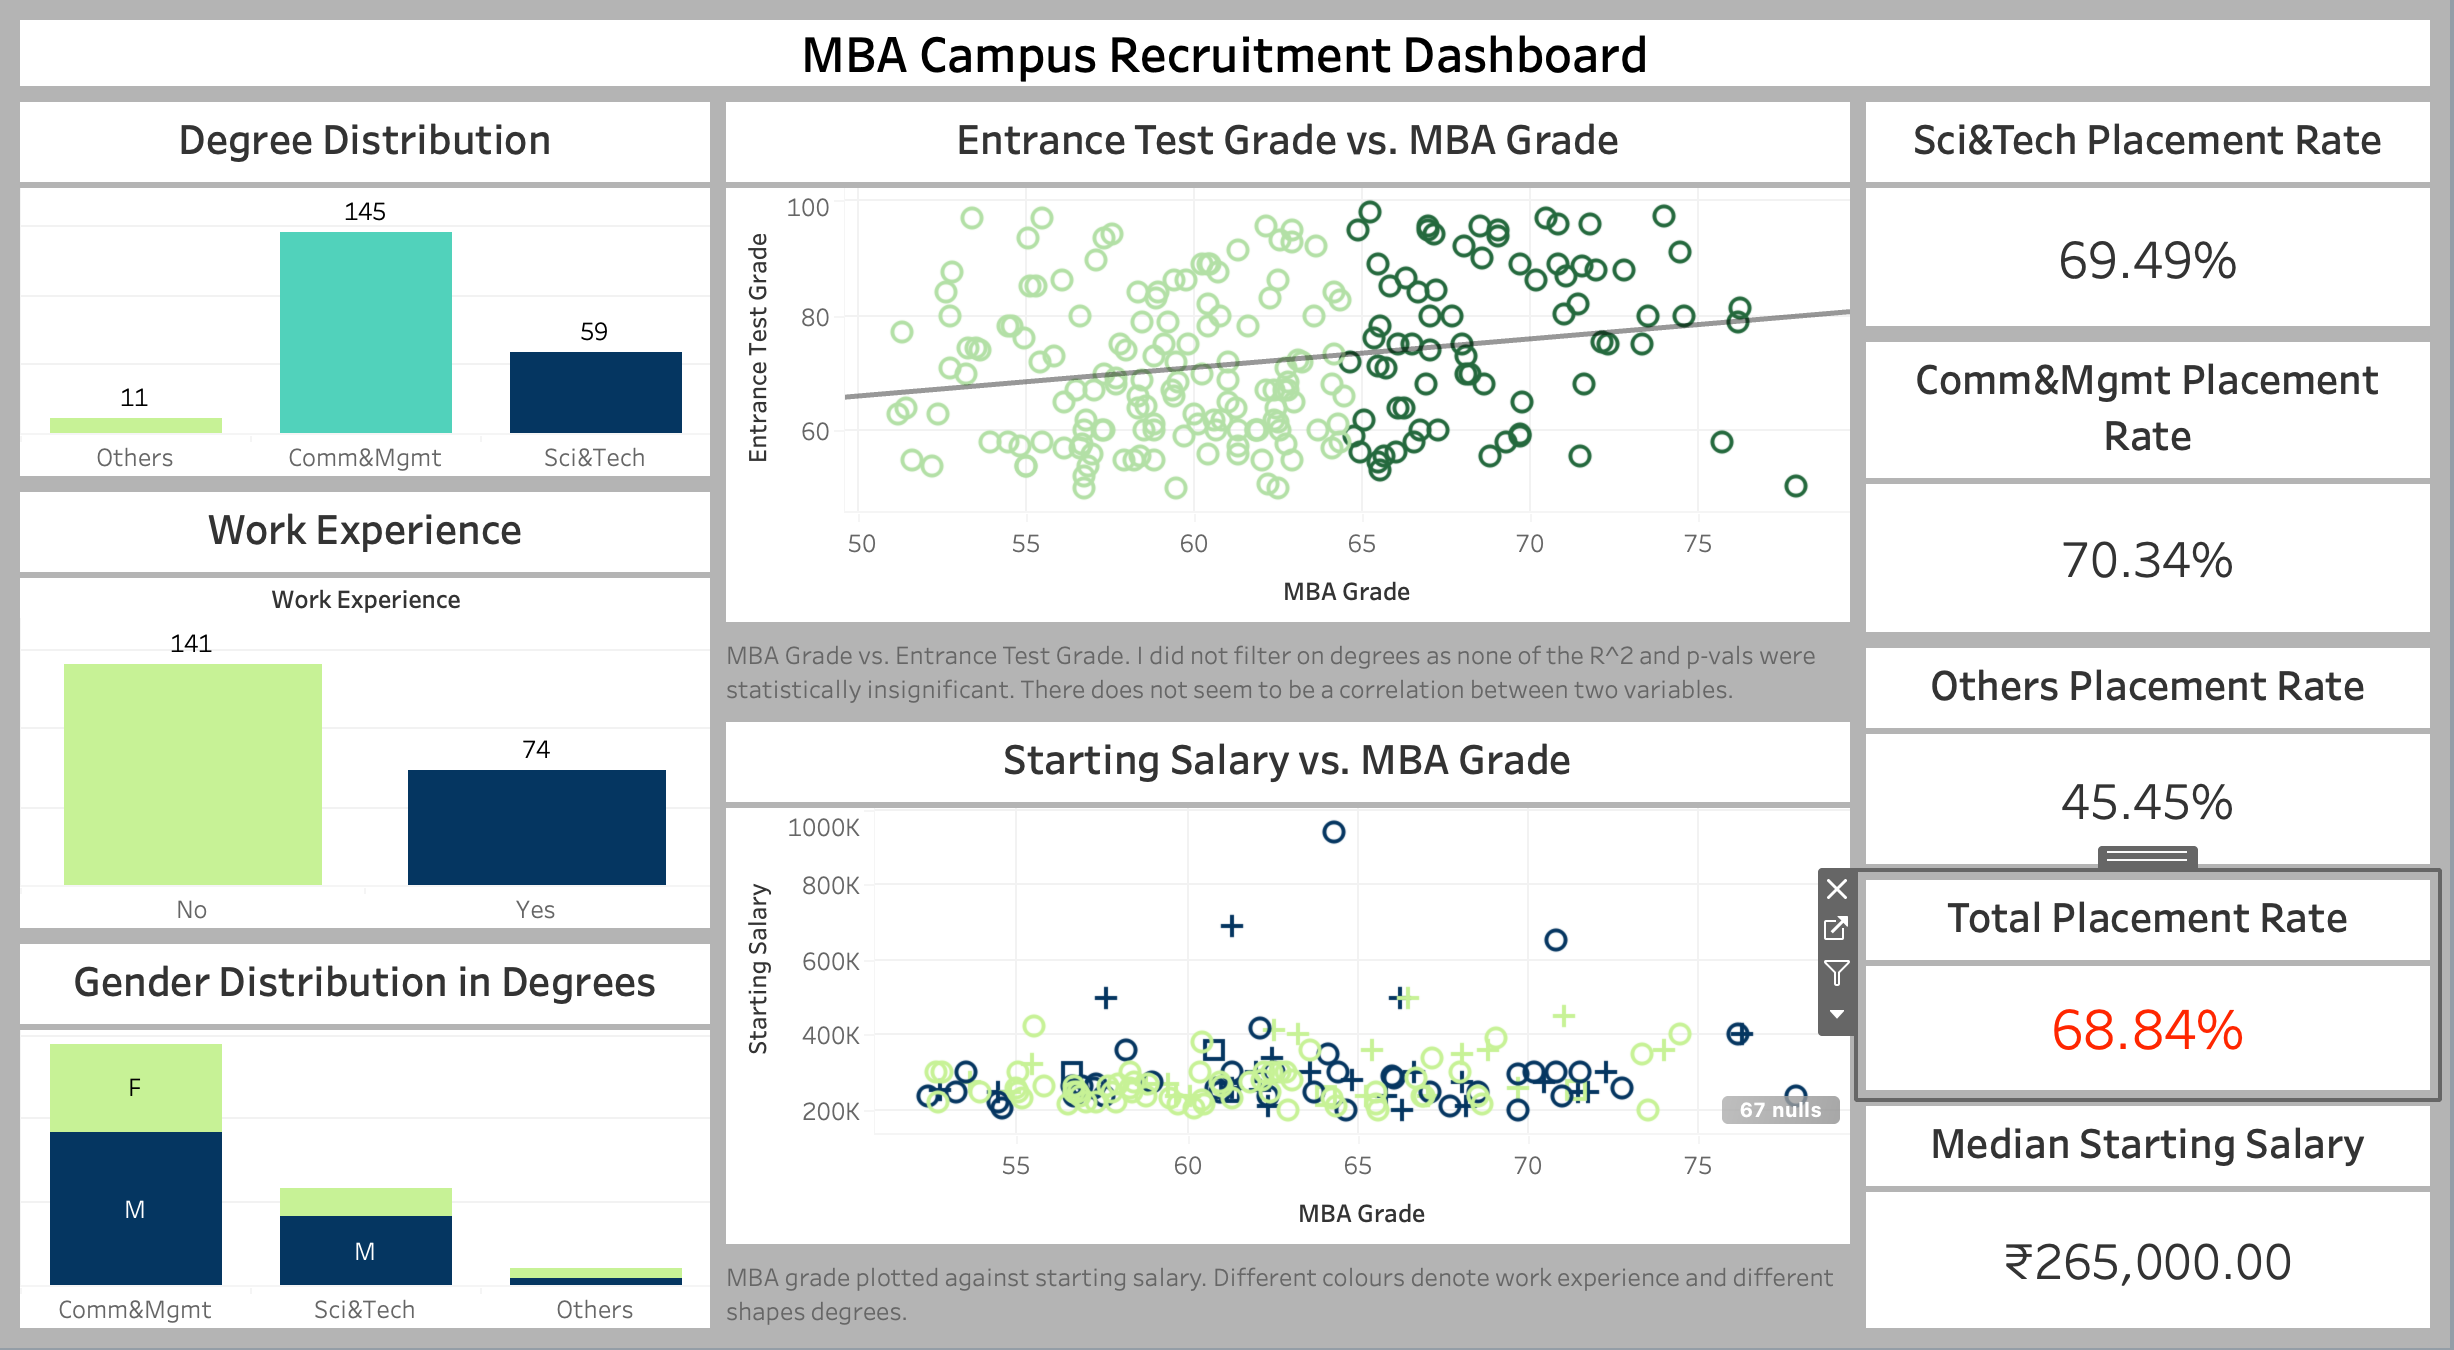 MBA Campus Recruitment Dashboard
Degree Distribution
145
59
11
Others
Comm&Mgmt
Sci&Tech
Work Experience
Work Experience
141
74
No
Yes
Gender Distribution in Degrees
F
M
M
Comm&Mgmt
Sci&Tech
Others
Entrance Test Grade vs. MBA Grade
Entrance Test Grade
100
80
60
50
55
60
65
70
75
MBA Grade
MBA Grade vs. Entrance Test Grade. I did not filter on degrees as none of the R^2 and p-vals were
statistically insignificant. There does not seem to be a correlation between two variables.
Starting Salary vs. MBA Grade
Starting Salary
1000K
800K
600K
400K
200K
67 nulls
55
60
65
70
75
MBA Grade
MBA grade plotted against starting salary. Different colours denote work experience and different
shapes degrees.
Sci&Tech Placement Rate
69.49%
Comm&Mgmt Placement
Rate
70.34%
Others Placement Rate
45.45%
Total Placement Rate
68.84%
Median Starting Salary
₹265,000.00